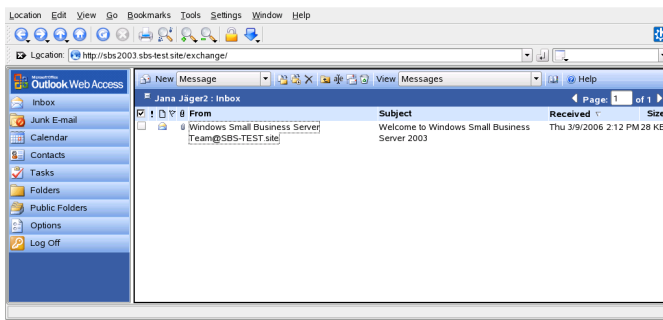 Location Edit View Go Bookmarks Tools Settings Window Help
Location: http://sbs2003.sbs-test.site/exchange/
Microsoft Office
Outlook Web Access
New Message View Messages Help
Jana Jäger2 : Inbox Page: 1 of 1
Inbox
Junk E-mail
Calendar
Contacts
Tasks
Folders
Public Folders
Options
Log Off
! From Subject Received Size
Windows Small Business Server Welcome to Windows Small Business Thu 3/9/2006 2:12 PM 28 KB
Team@SBS-TEST.site Server 2003